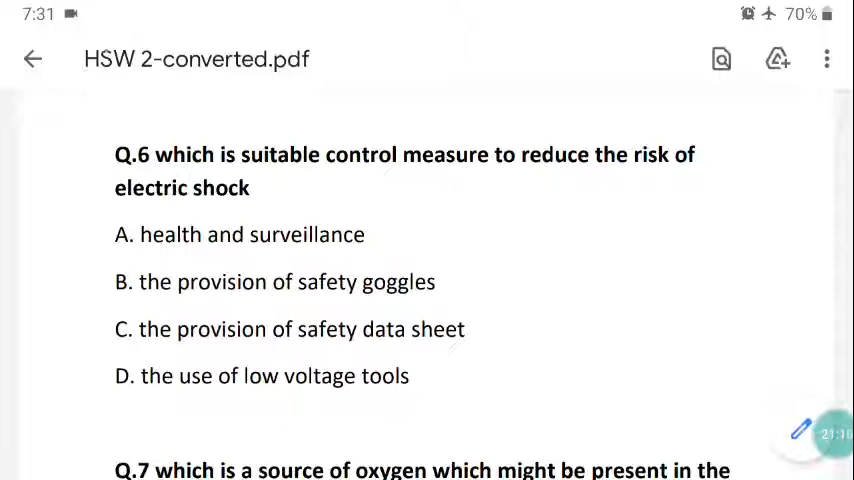 7:31 70%
HSW 2-converted.pdf
Q.6 which is suitable control measure to reduce the risk of
electric shock
A. health and surveillance
B. the provision of safety goggles
C. the provision of safety data sheet
D. the use of low voltage tools
21:16
Q.7 which is a source of oxygen which might be present in the